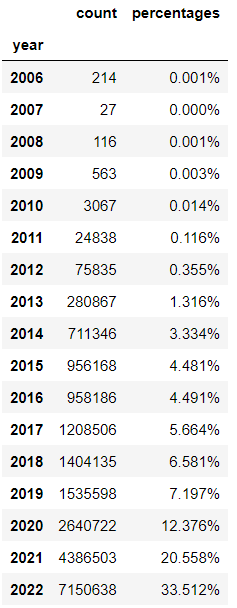 count percentages
year
2006 214 0.001%
2007 27 0.000%
2008 116 0.001%
2009 563 0.003%
2010 3067 0.014%
2011 24838 0.116%
2012 75835 0.355%
2013 280867 1.316%
2014 711346 3.334%
2015 956168 4.481%
2016 958186 4.491%
2017 1208506 5.664%
2018 1404135 6.581%
2019 1535598 7.197%
2020 2640722 12.376%
2021 4386503 20.558%
2022 7150638 33.512%